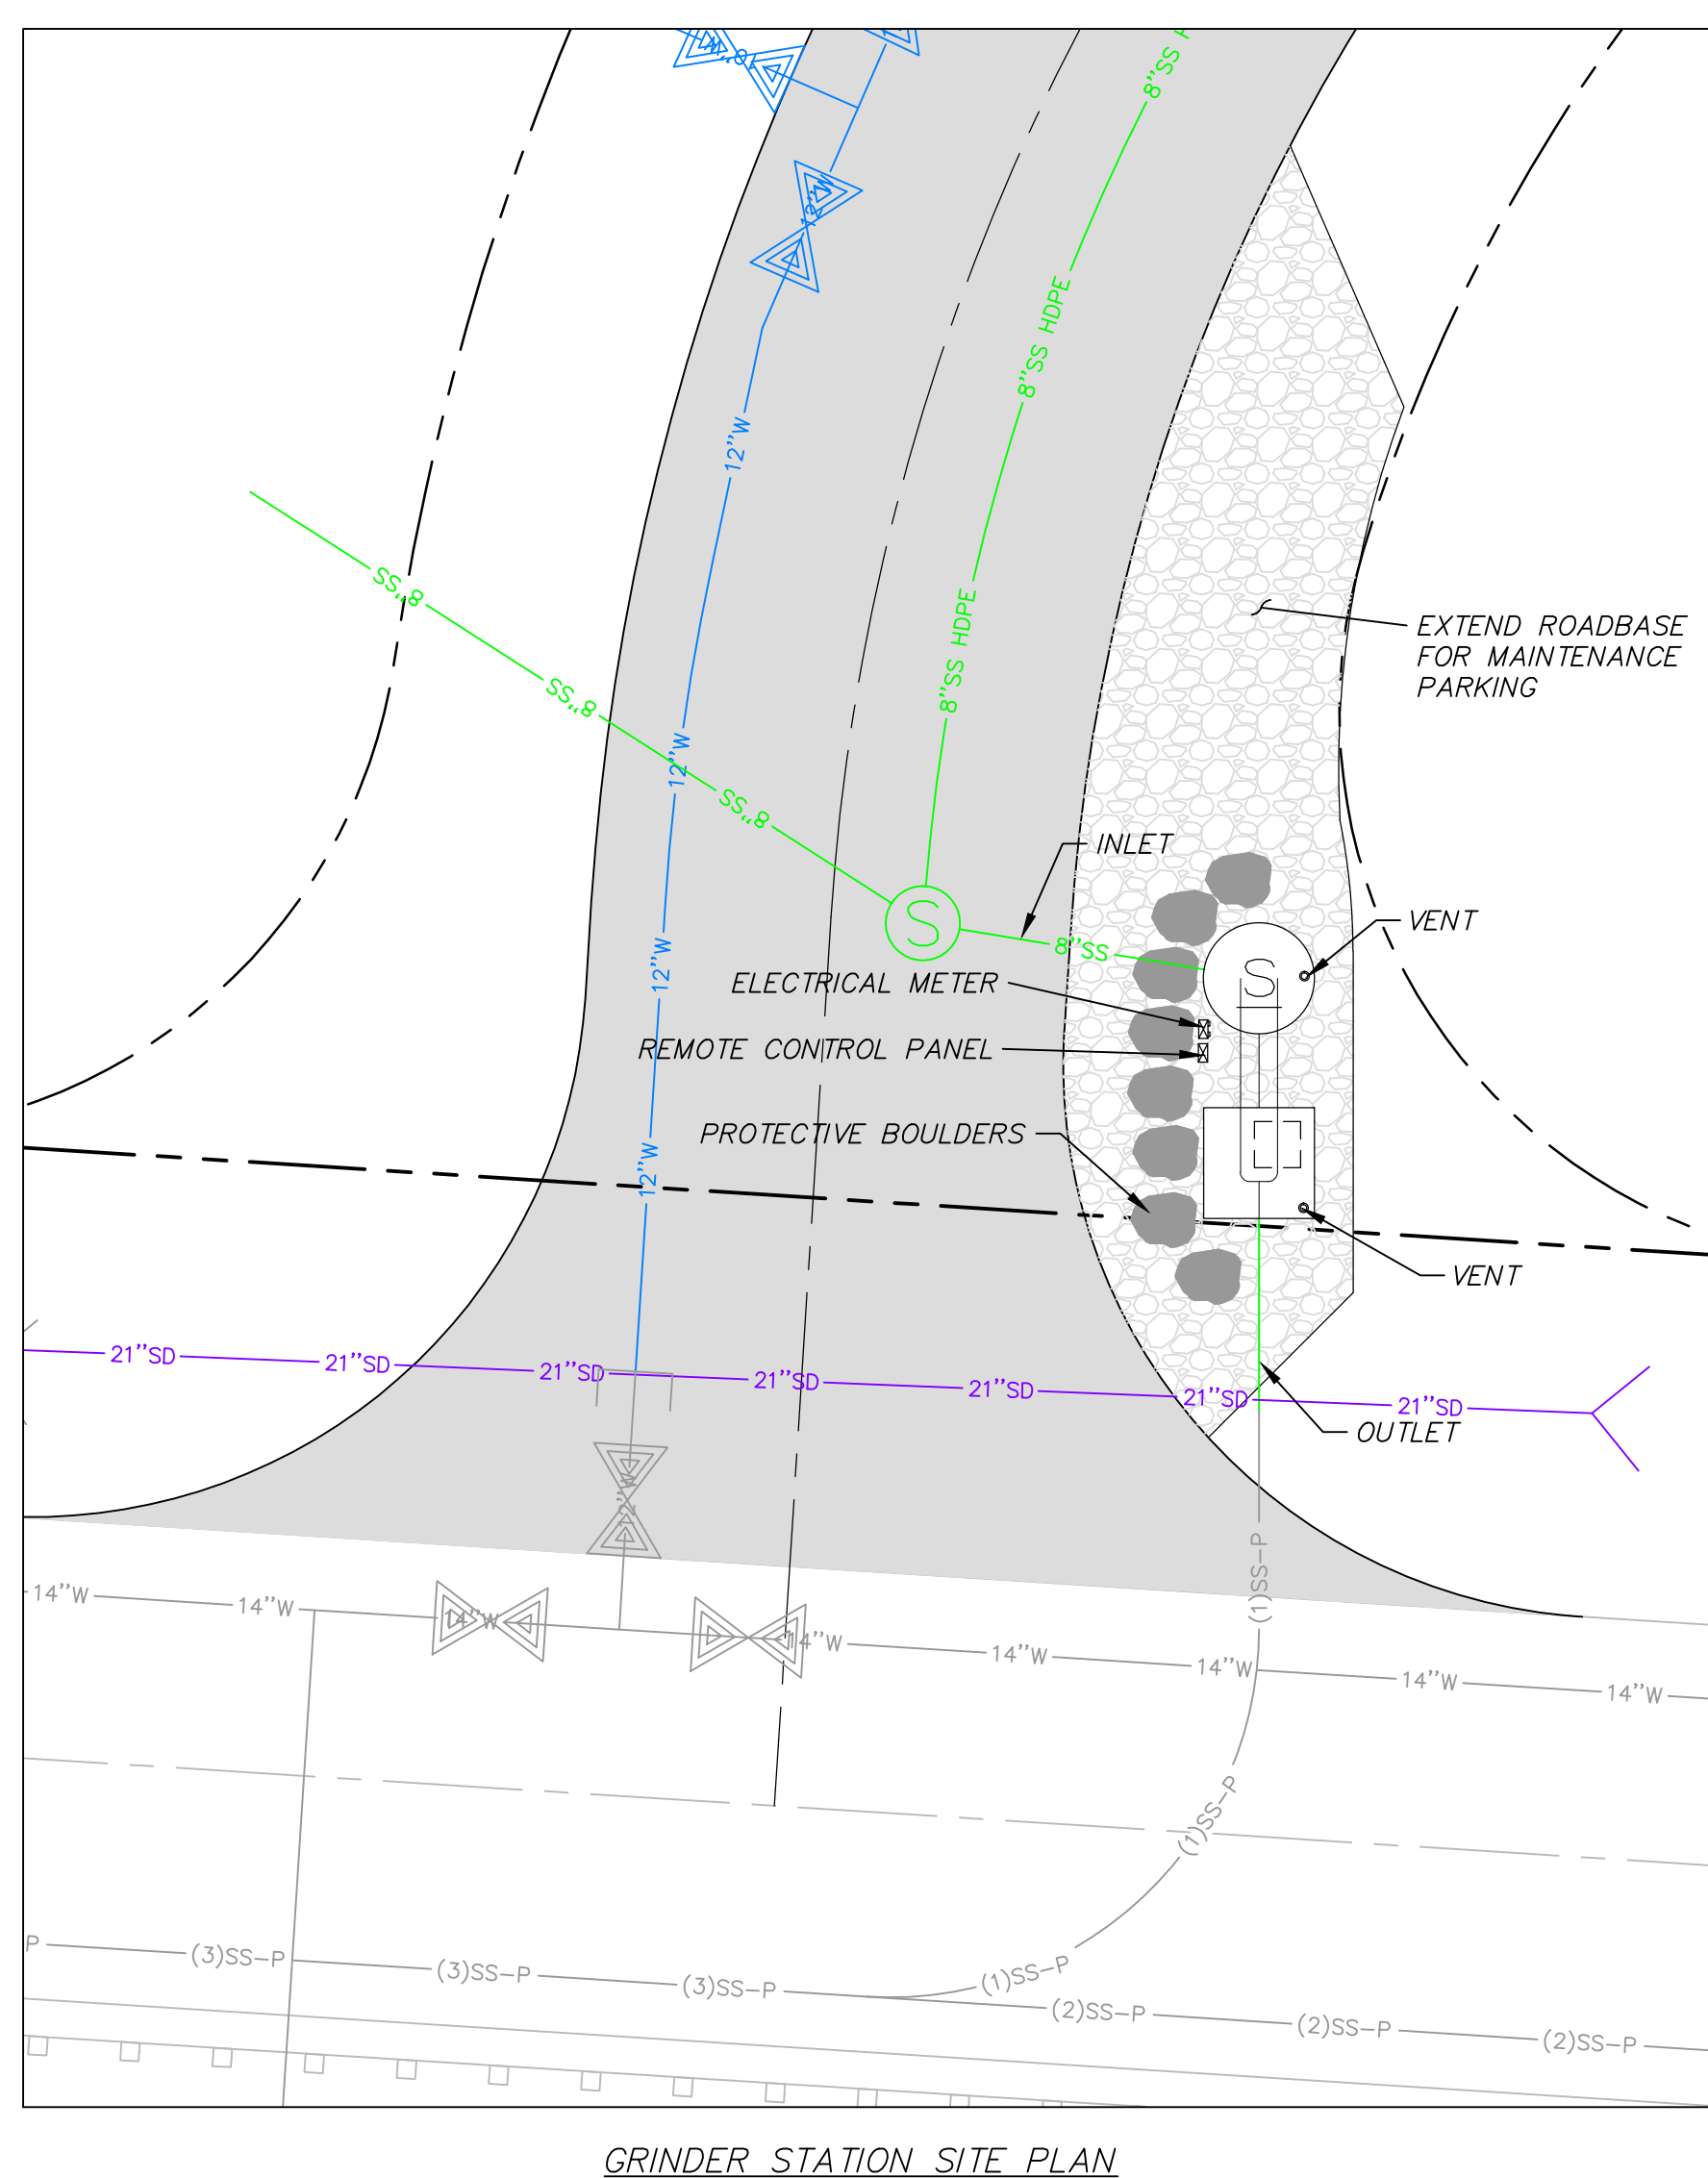 8"W
8"SS
12"W
8"SS HDPE
12"W
8"SS
EXTEND ROADBASE
FOR MAINTENANCE
PARKING
8"SS HDPE
8"SS
12"W
8"SS
INLET
VENT
S
8"SS
S
12"W
ELECTRICAL METER
REMOTE CONTROL PANEL
PROTECTIVE BOULDERS
12"W
VENT
21"SD
21"SD
21"SD
21"SD
21"SD
21"SD
21"SD
OUTLET
12"W
(1)SS-P
14"W
14"W
14"W
14"W
14"W
14"W
14"W
14"W
(1)SS-P
P
(3)SS-P
(3)SS-P
(3)SS-P
(1)SS-P
(2)SS-P
(2)SS-P
(2)SS-P
GRINDER STATION SITE PLAN